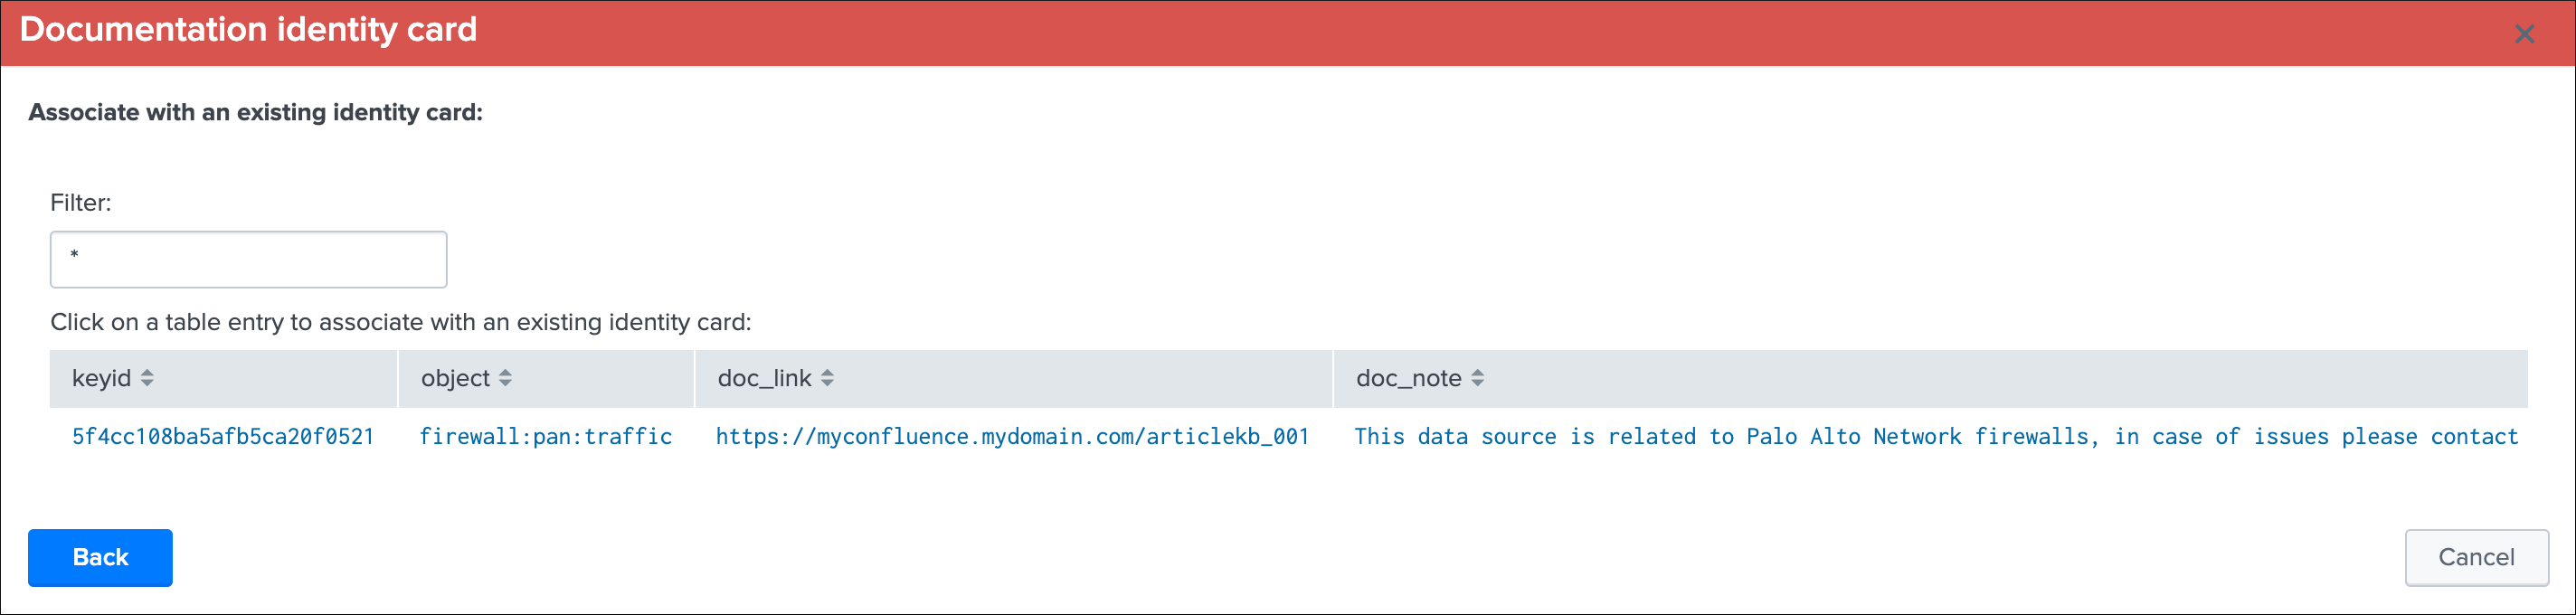 Documentation identity card
Associate with an existing identity card:
Filter:
*
Click on a table entry to associate with an existing identity card:
keyid object doc_link doc_note
5f4cc108ba5afb5ca20f0521 firewall:pan:traffic https://myconfluence.mydomain.com/articlekb_001 This data source is related to Palo Alto Network firewalls, in case of issues please contact
Back Cancel